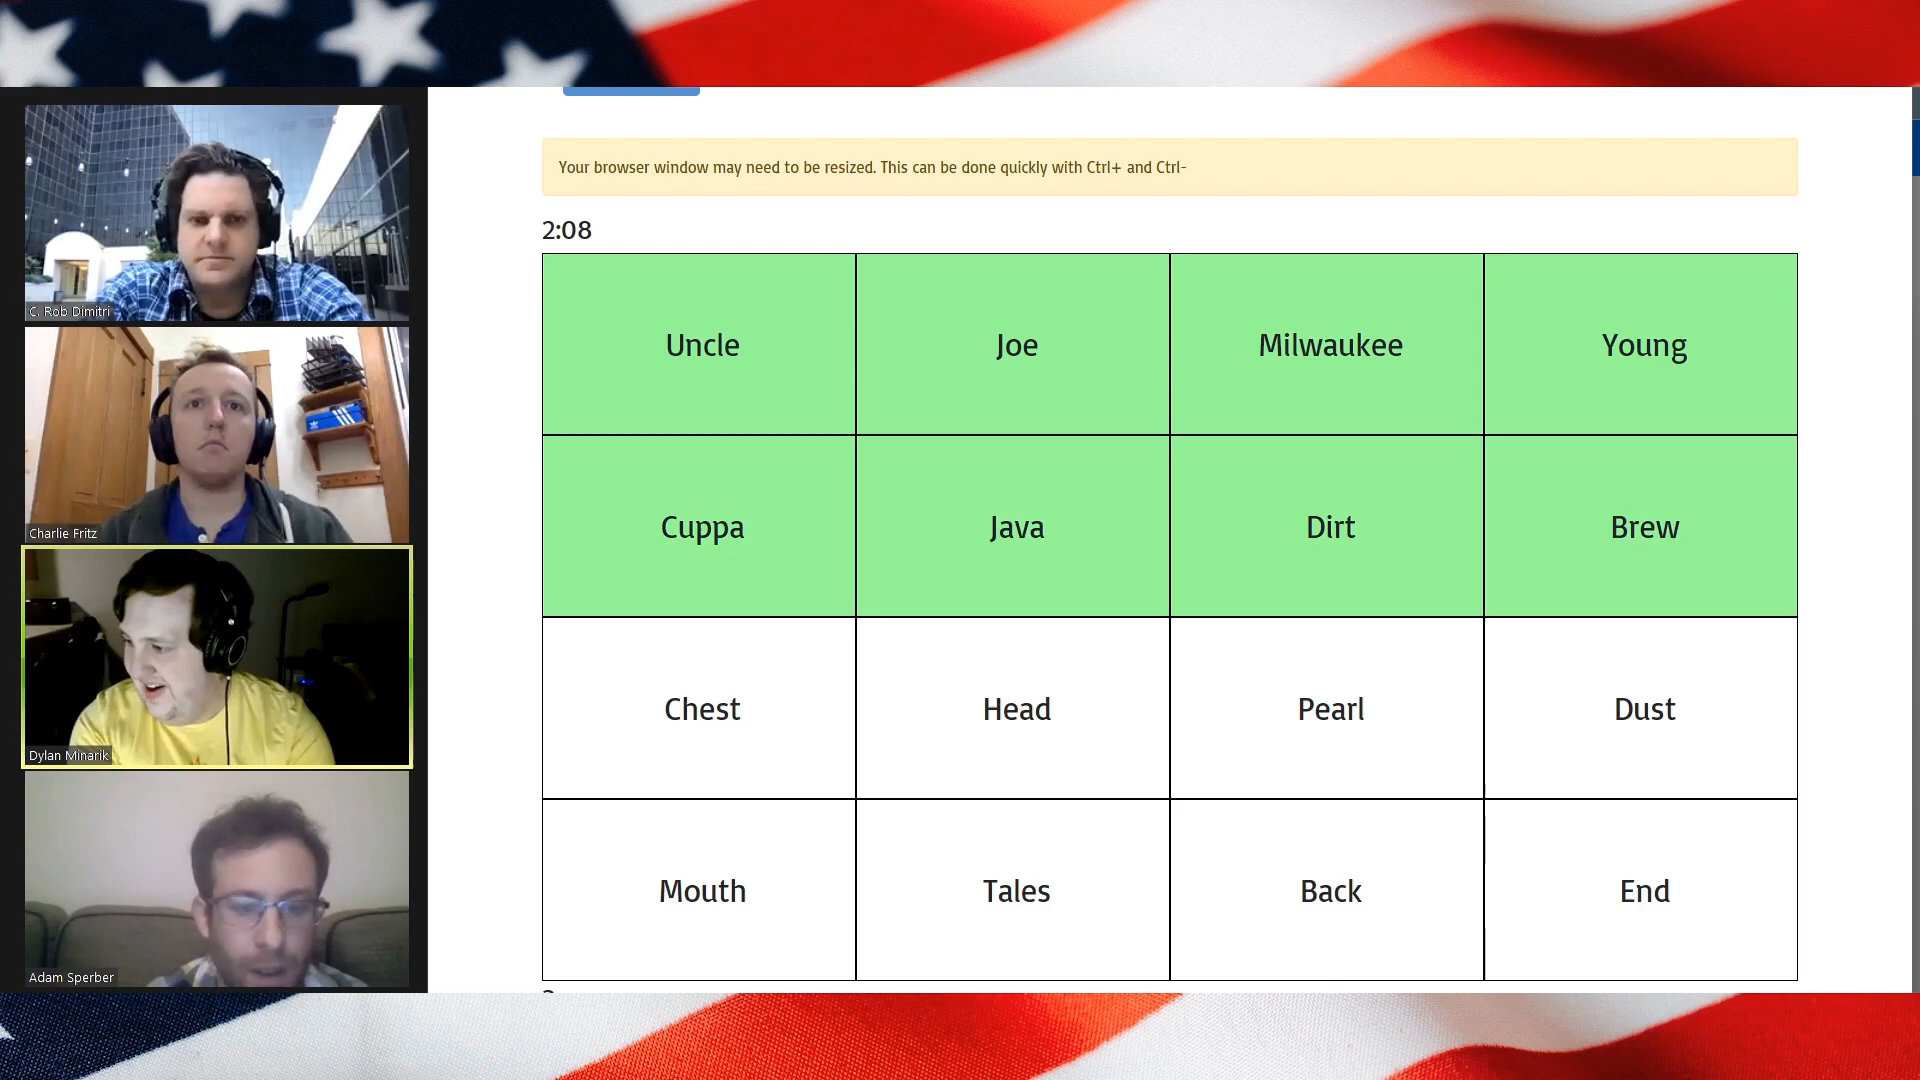 Your browser window may need to be resized. This can be done quickly with Ctrl+ and Ctrl-
2:08
Uncle Joe Milwaukee Young
Cuppa Java Dirt Brew
Chest Head Pearl Dust
Mouth Tales Back End
C. Rob Dimitri
Charlie Fritz
Dylan Minarik
Adam Sperber